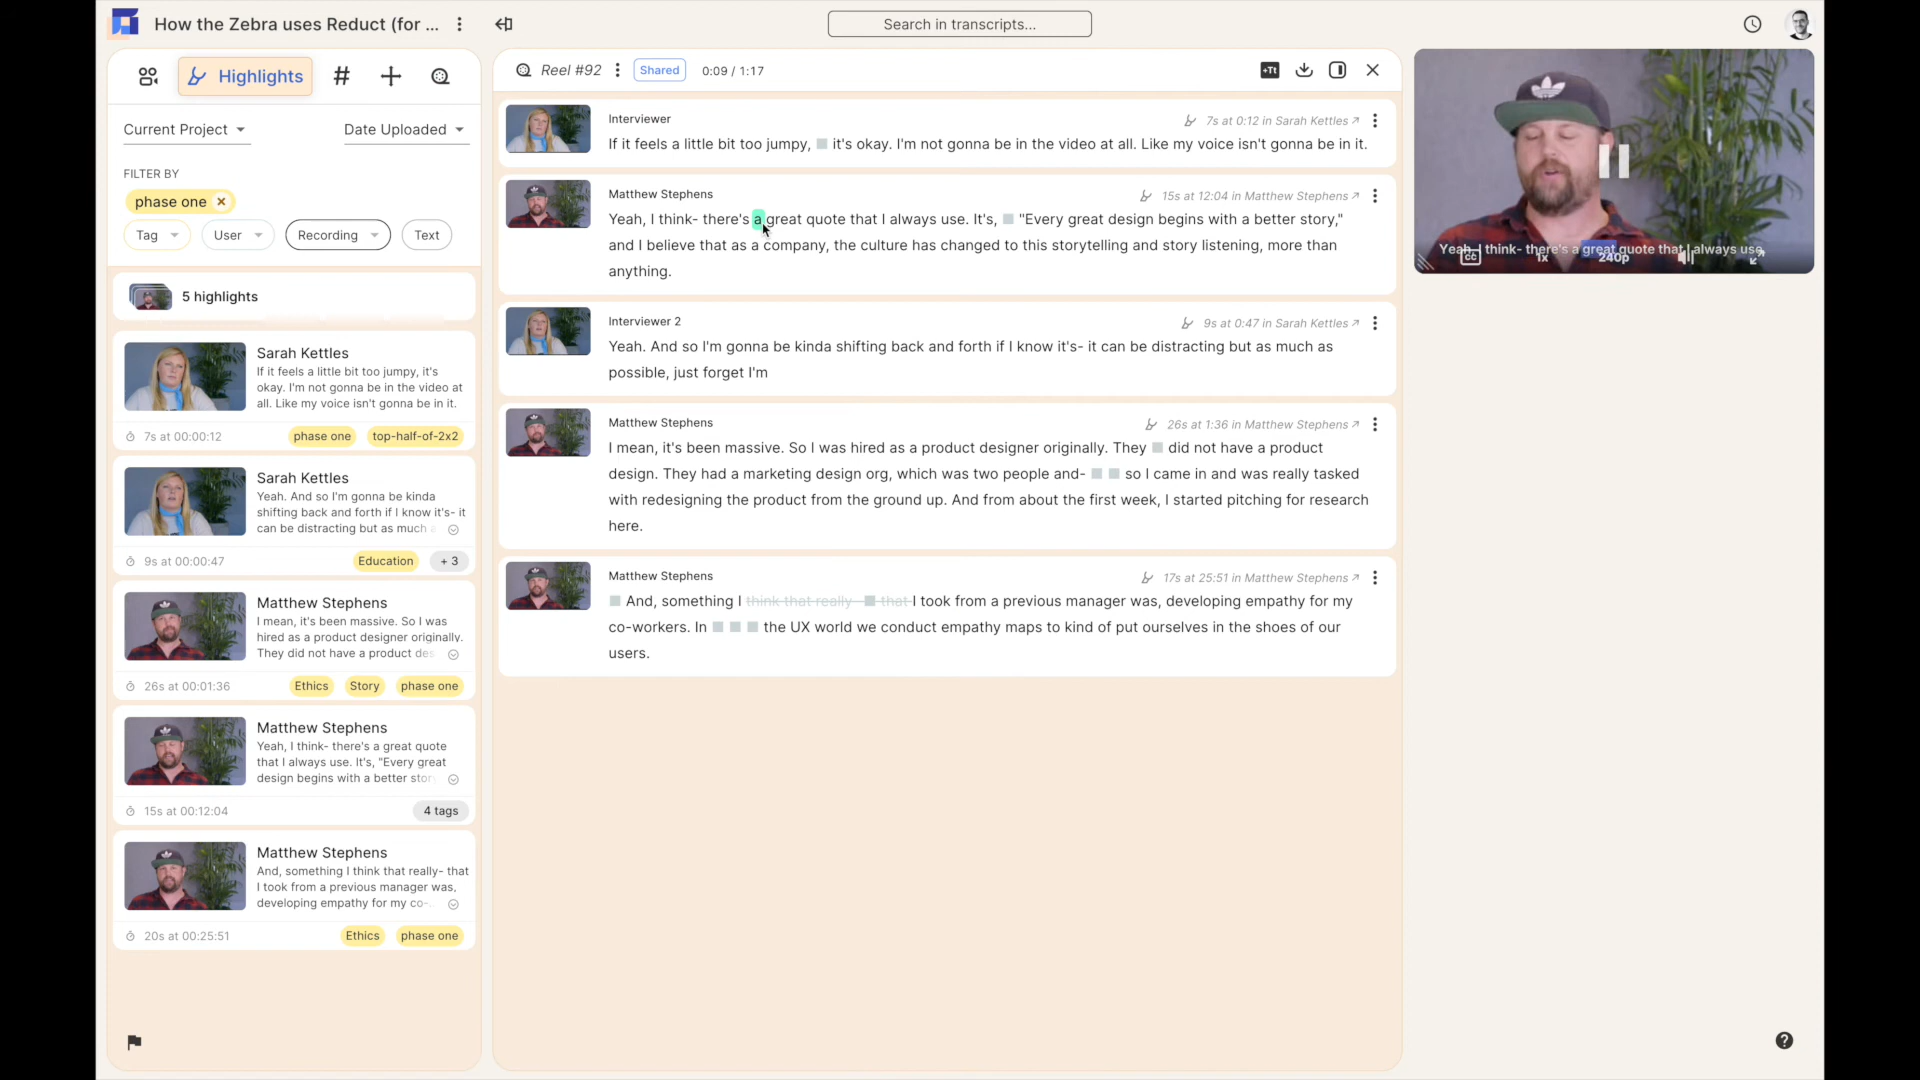 How the Zebra uses Reduct (for ...
Search in transcripts...
Highlights
#
Current Project
Date Uploaded
FILTER BY
phase one ×
Tag
User
Recording
Text
5 highlights
Sarah Kettles
If it feels a little bit too jumpy, it's
okay. I'm not gonna be in the video at
all. Like my voice isn't gonna be in it.
7s at 00:00:12
phase one
top-half-of-2x2
Sarah Kettles
Yeah. And so I'm gonna be kinda
shifting back and forth if I know it's- it
can be distracting but as much a
9s at 00:00:47
Education
+ 3
Matthew Stephens
I mean, it's been massive. So I was
hired as a product designer originally.
They did not have a product des
26s at 00:01:36
Ethics
Story
phase one
Matthew Stephens
Yeah, I think- there's a great quote
that I always use. It's, "Every great
design begins with a better stor
15s at 00:12:04
4 tags
Matthew Stephens
And, something I think that really- that
I took from a previous manager was,
developing empathy for my co-
20s at 00:25:51
Ethics
phase one
Reel #92
Shared
0:09 / 1:17
+Tt
Interviewer
7s at 0:12 in Sarah Kettles
If it feels a little bit too jumpy, it's okay. I'm not gonna be in the video at all. Like my voice isn't gonna be in it.
Matthew Stephens
15s at 12:04 in Matthew Stephens
Yeah, I think- there's a great quote that I always use. It's, "Every great design begins with a better story,"
and I believe that as a company, the culture has changed to this storytelling and story listening, more than
anything.
Interviewer 2
9s at 0:47 in Sarah Kettles
Yeah. And so I'm gonna be kinda shifting back and forth if I know it's- it can be distracting but as much as
possible, just forget I'm
Matthew Stephens
26s at 1:36 in Matthew Stephens
I mean, it's been massive. So I was hired as a product designer originally. They did not have a product
design. They had a marketing design org, which was two people and- so I came in and was really tasked
with redesigning the product from the ground up. And from about the first week, I started pitching for research
here.
Matthew Stephens
17s at 25:51 in Matthew Stephens
And, something I think that really- that I took from a previous manager was, developing empathy for my
co-workers. In the UX world we conduct empathy maps to kind of put ourselves in the shoes of our
users.
Yeah, I think- there's a great quote that I always use.
CC
1x
240p
?